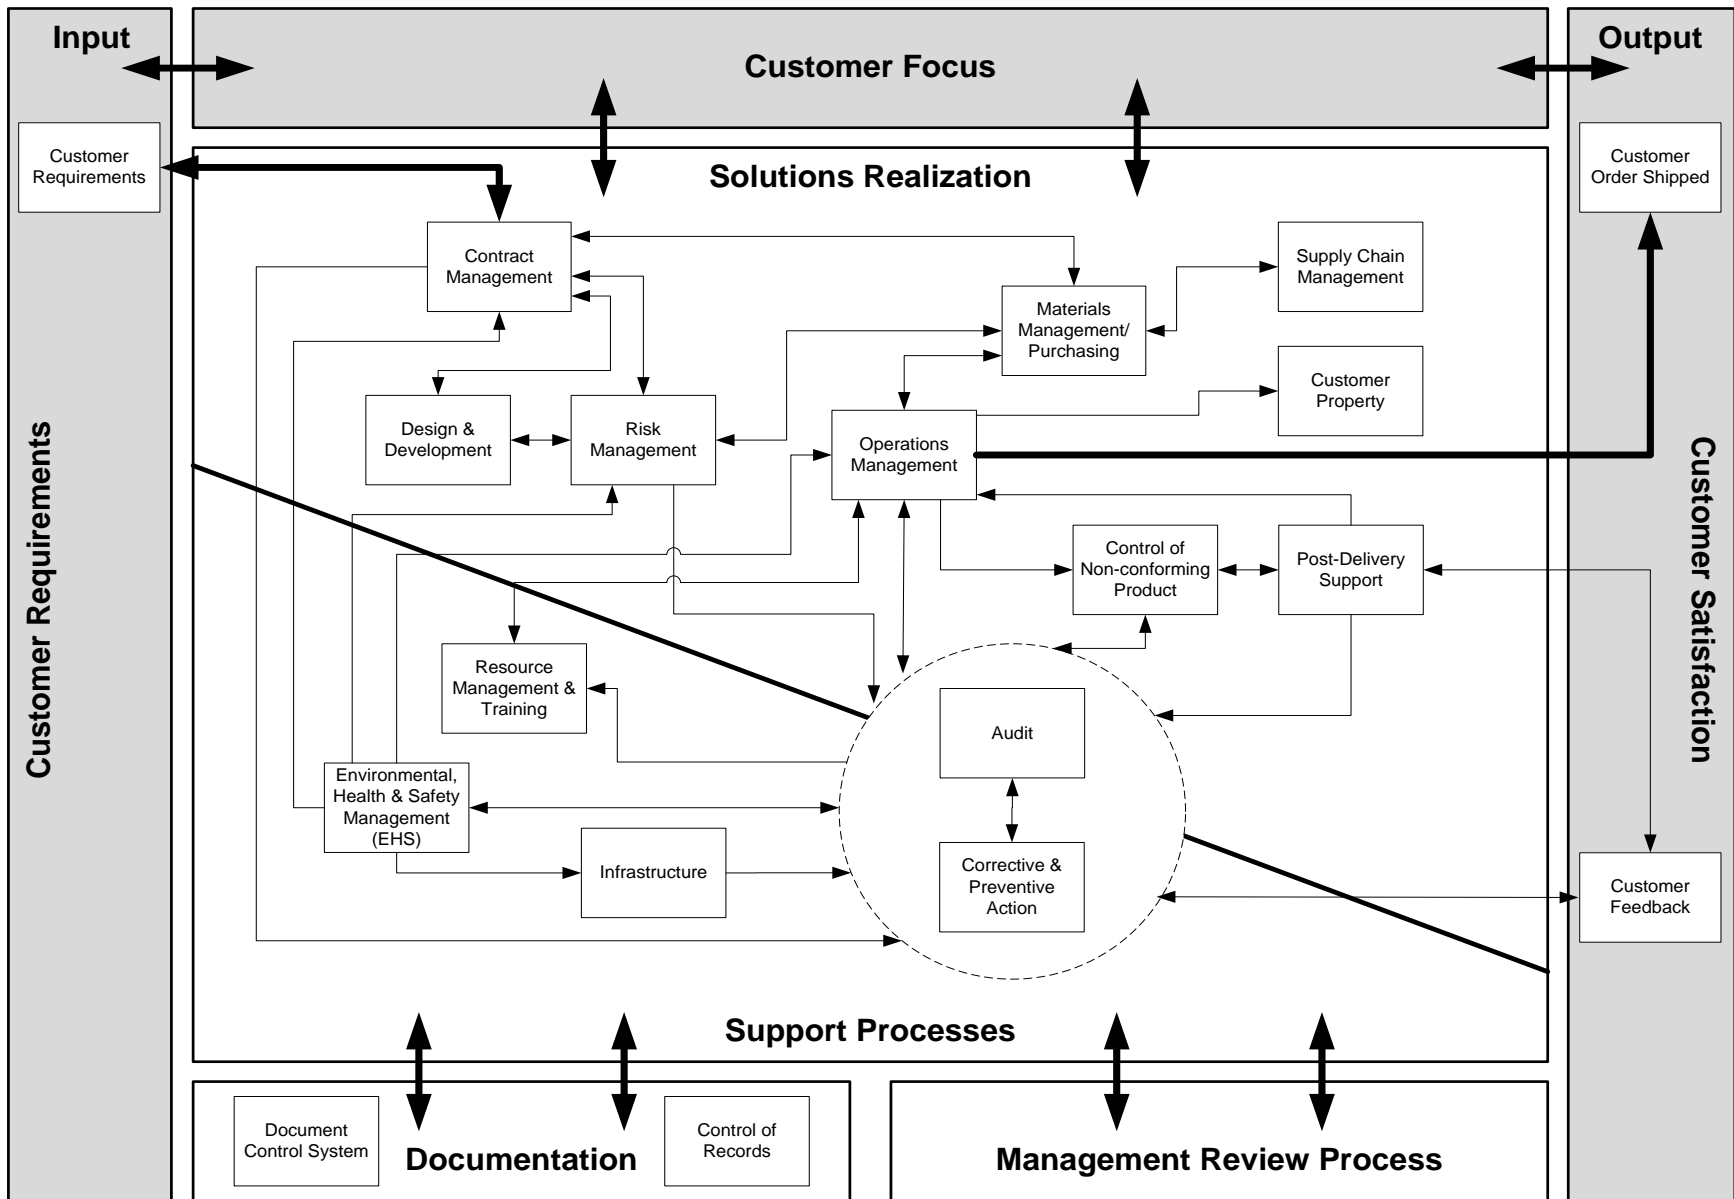 Input
Customer Focus
Output
Customer
Requirements
Solutions Realization
Customer
Order Shipped
Contract
Management
Supply Chain
Management
Materials
Management/
Purchasing
Customer
Property
Design &
Development
Risk
Management
Operations
Management
Customer Requirements
Customer Satisfaction
Control of
Non-conforming
Product
Post-Delivery
Support
Resource
Management &
Training
Audit
Environmental,
Health & Safety
Management
(EHS)
Infrastructure
Corrective &
Preventive
Action
Customer
Feedback
Support Processes
Document
Control System
Documentation
Control of
Records
Management Review Process